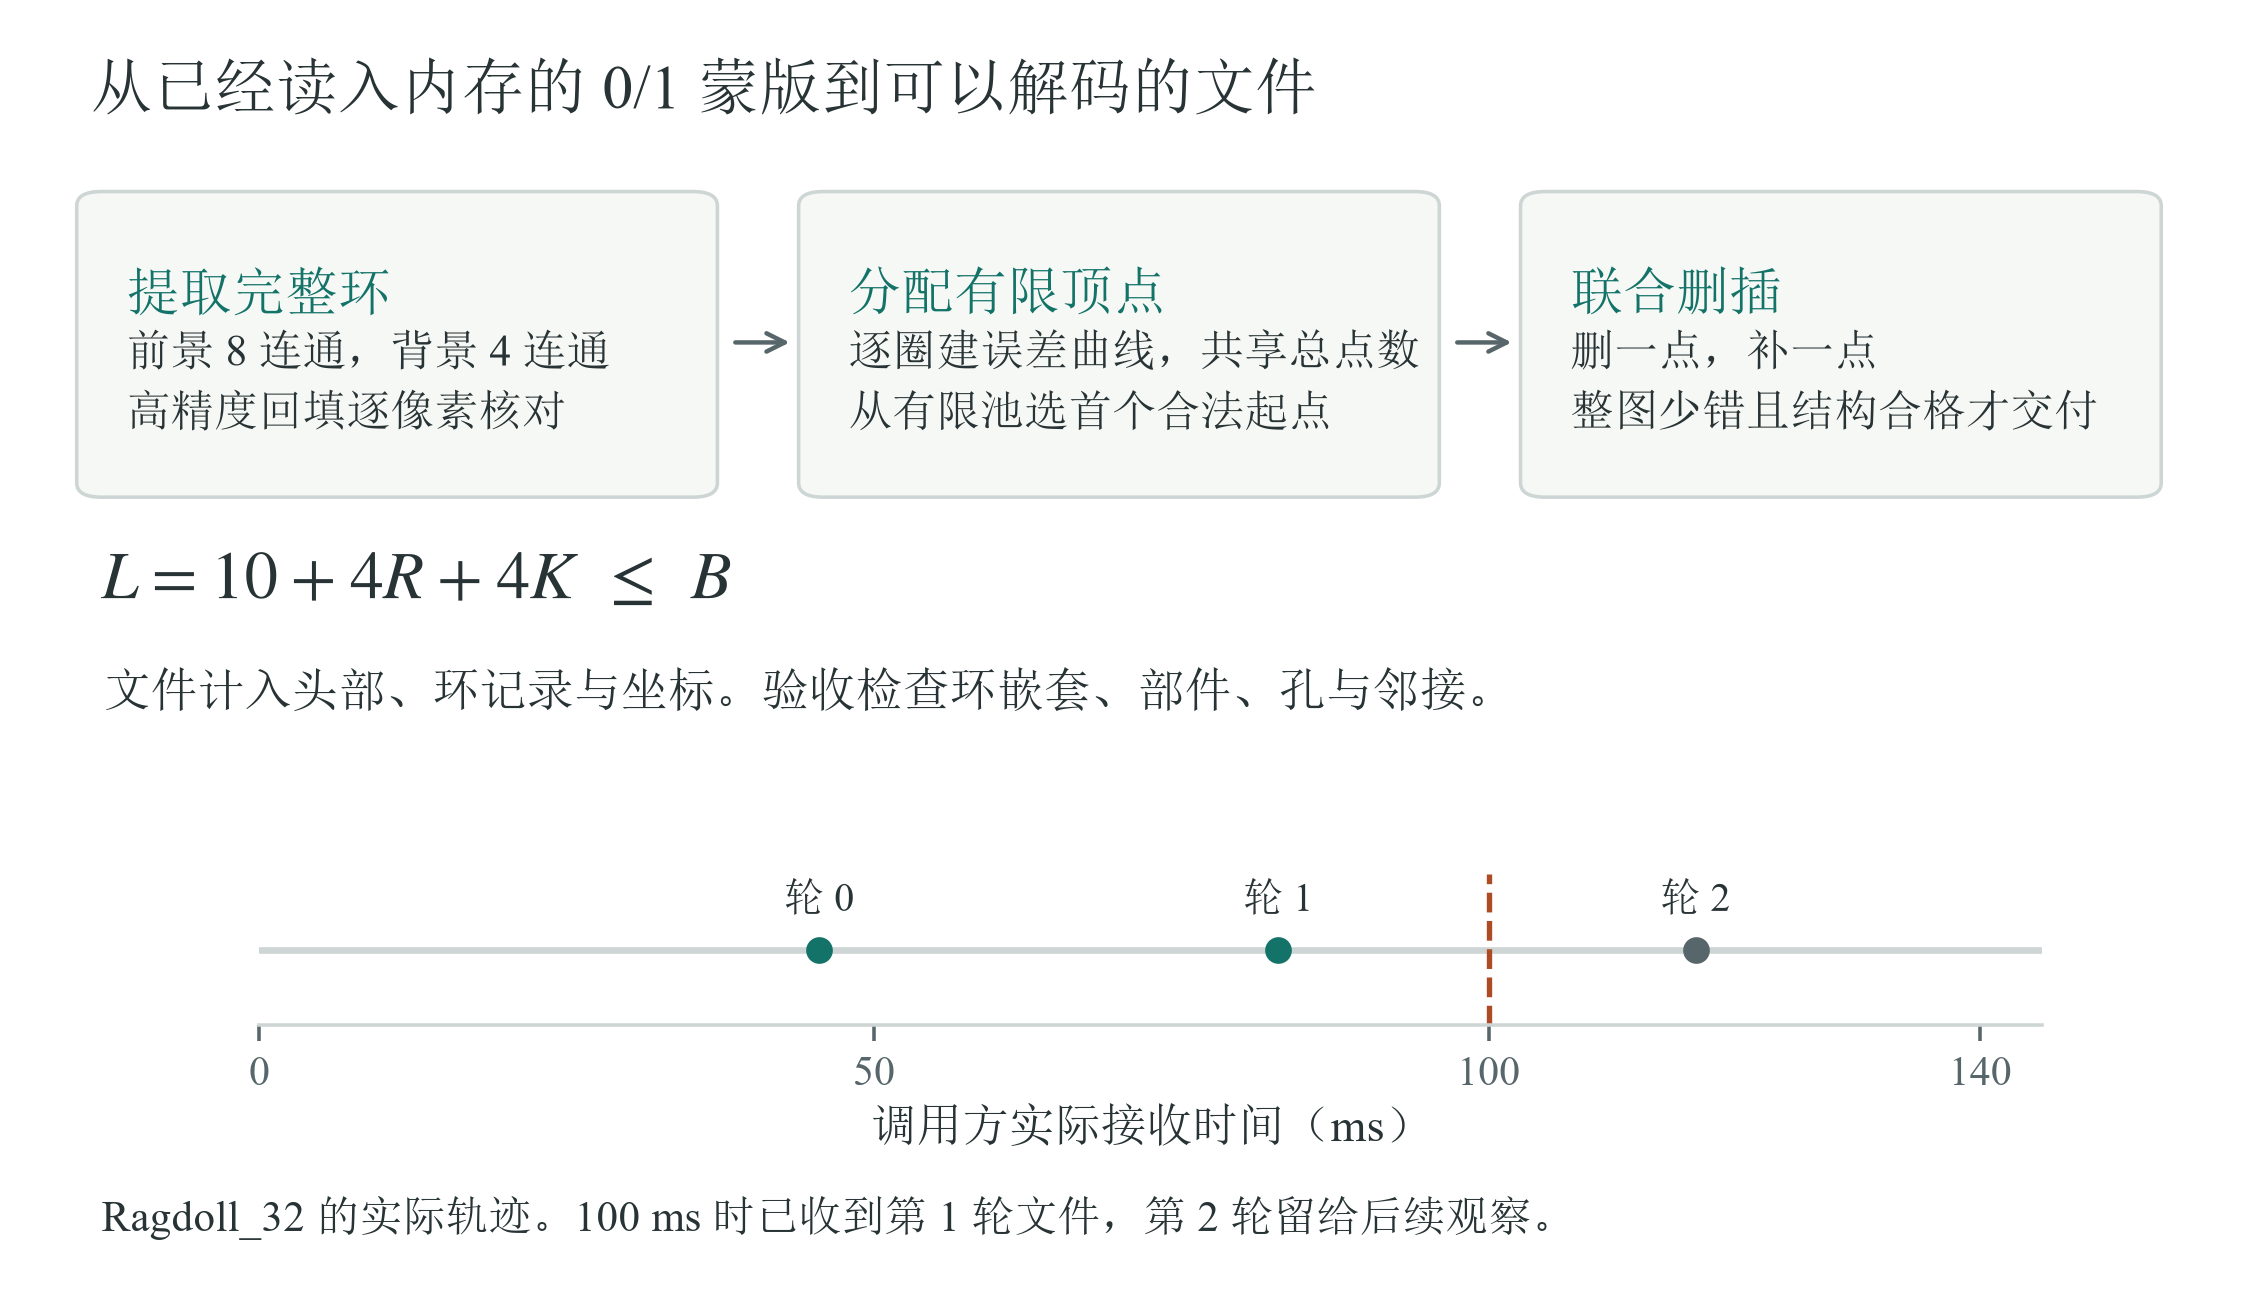 从已经读入内存的 0/1 蒙版到可以解码的文件
提取完整环
前景 8 连通，背景 4 连通
高精度回填逐像素核对
分配有限顶点
逐圈建误差曲线，共享总点数
从有限池选首个合法起点
联合删插
删一点，补一点
整图少错且结构合格才交付
L = 10 + 4R + 4K ≤ B
文件计入头部、环记录与坐标。验收检查环嵌套、部件、孔与邻接。
轮 0
轮 1
轮 2
0
50
100
140
调用方实际接收时间（ms）
Ragdoll_32 的实际轨迹。100 ms 时已收到第 1 轮文件，第 2 轮留给后续观察。